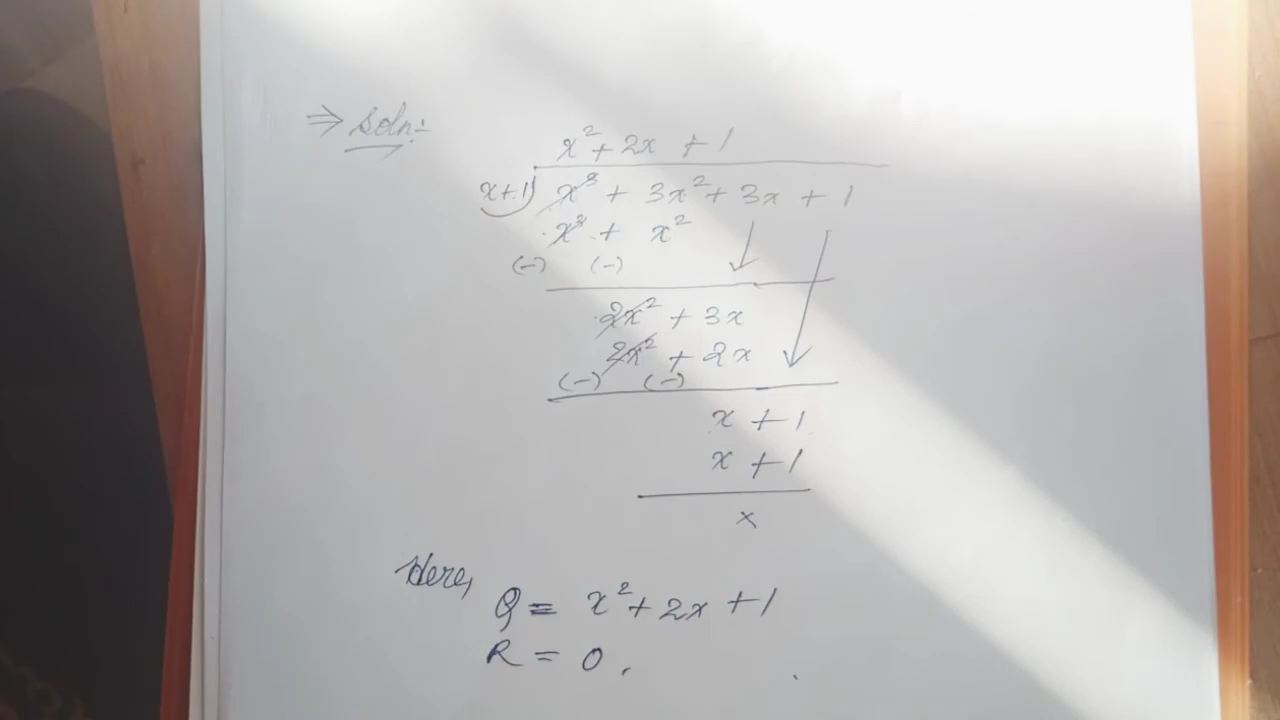 ⇒ Soln:-
x² + 2x + 1
x+1) x³ + 3x² + 3x + 1
x³ + x²
(-) (-)
2x² + 3x
2x² + 2x
(-) (-)
x + 1
x + 1
x
Here,
Q = x² + 2x + 1
R = 0.